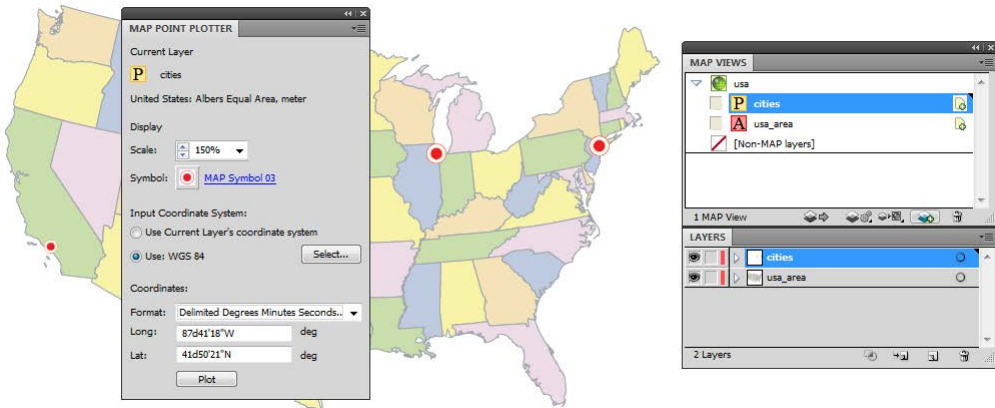 MAP POINT PLOTTER
Current Layer
P cities
United States: Albers Equal Area, meter
Display
Scale: 150%
Symbol: MAP Symbol 03
Input Coordinate System:
Use Current Layer's coordinate system
Use: WGS 84 Select...
Coordinates:
Format: Delimited Degrees Minutes Seconds..
Long: 87d41'18"W deg
Lat: 41d50'21"N deg
Plot
MAP VIEWS
usa
P cities
A usa_area
[Non-MAP layers]
1 MAP View
LAYERS
cities
usa_area
2 Layers